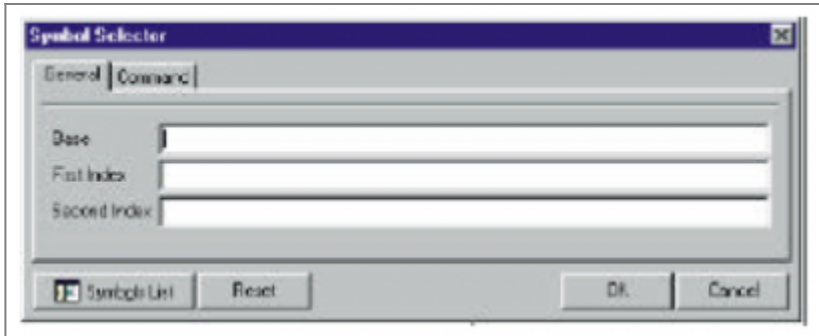 Symbol Selector
General Command
Base
First Index
Second Index
Symbols List Reset OK Cancel